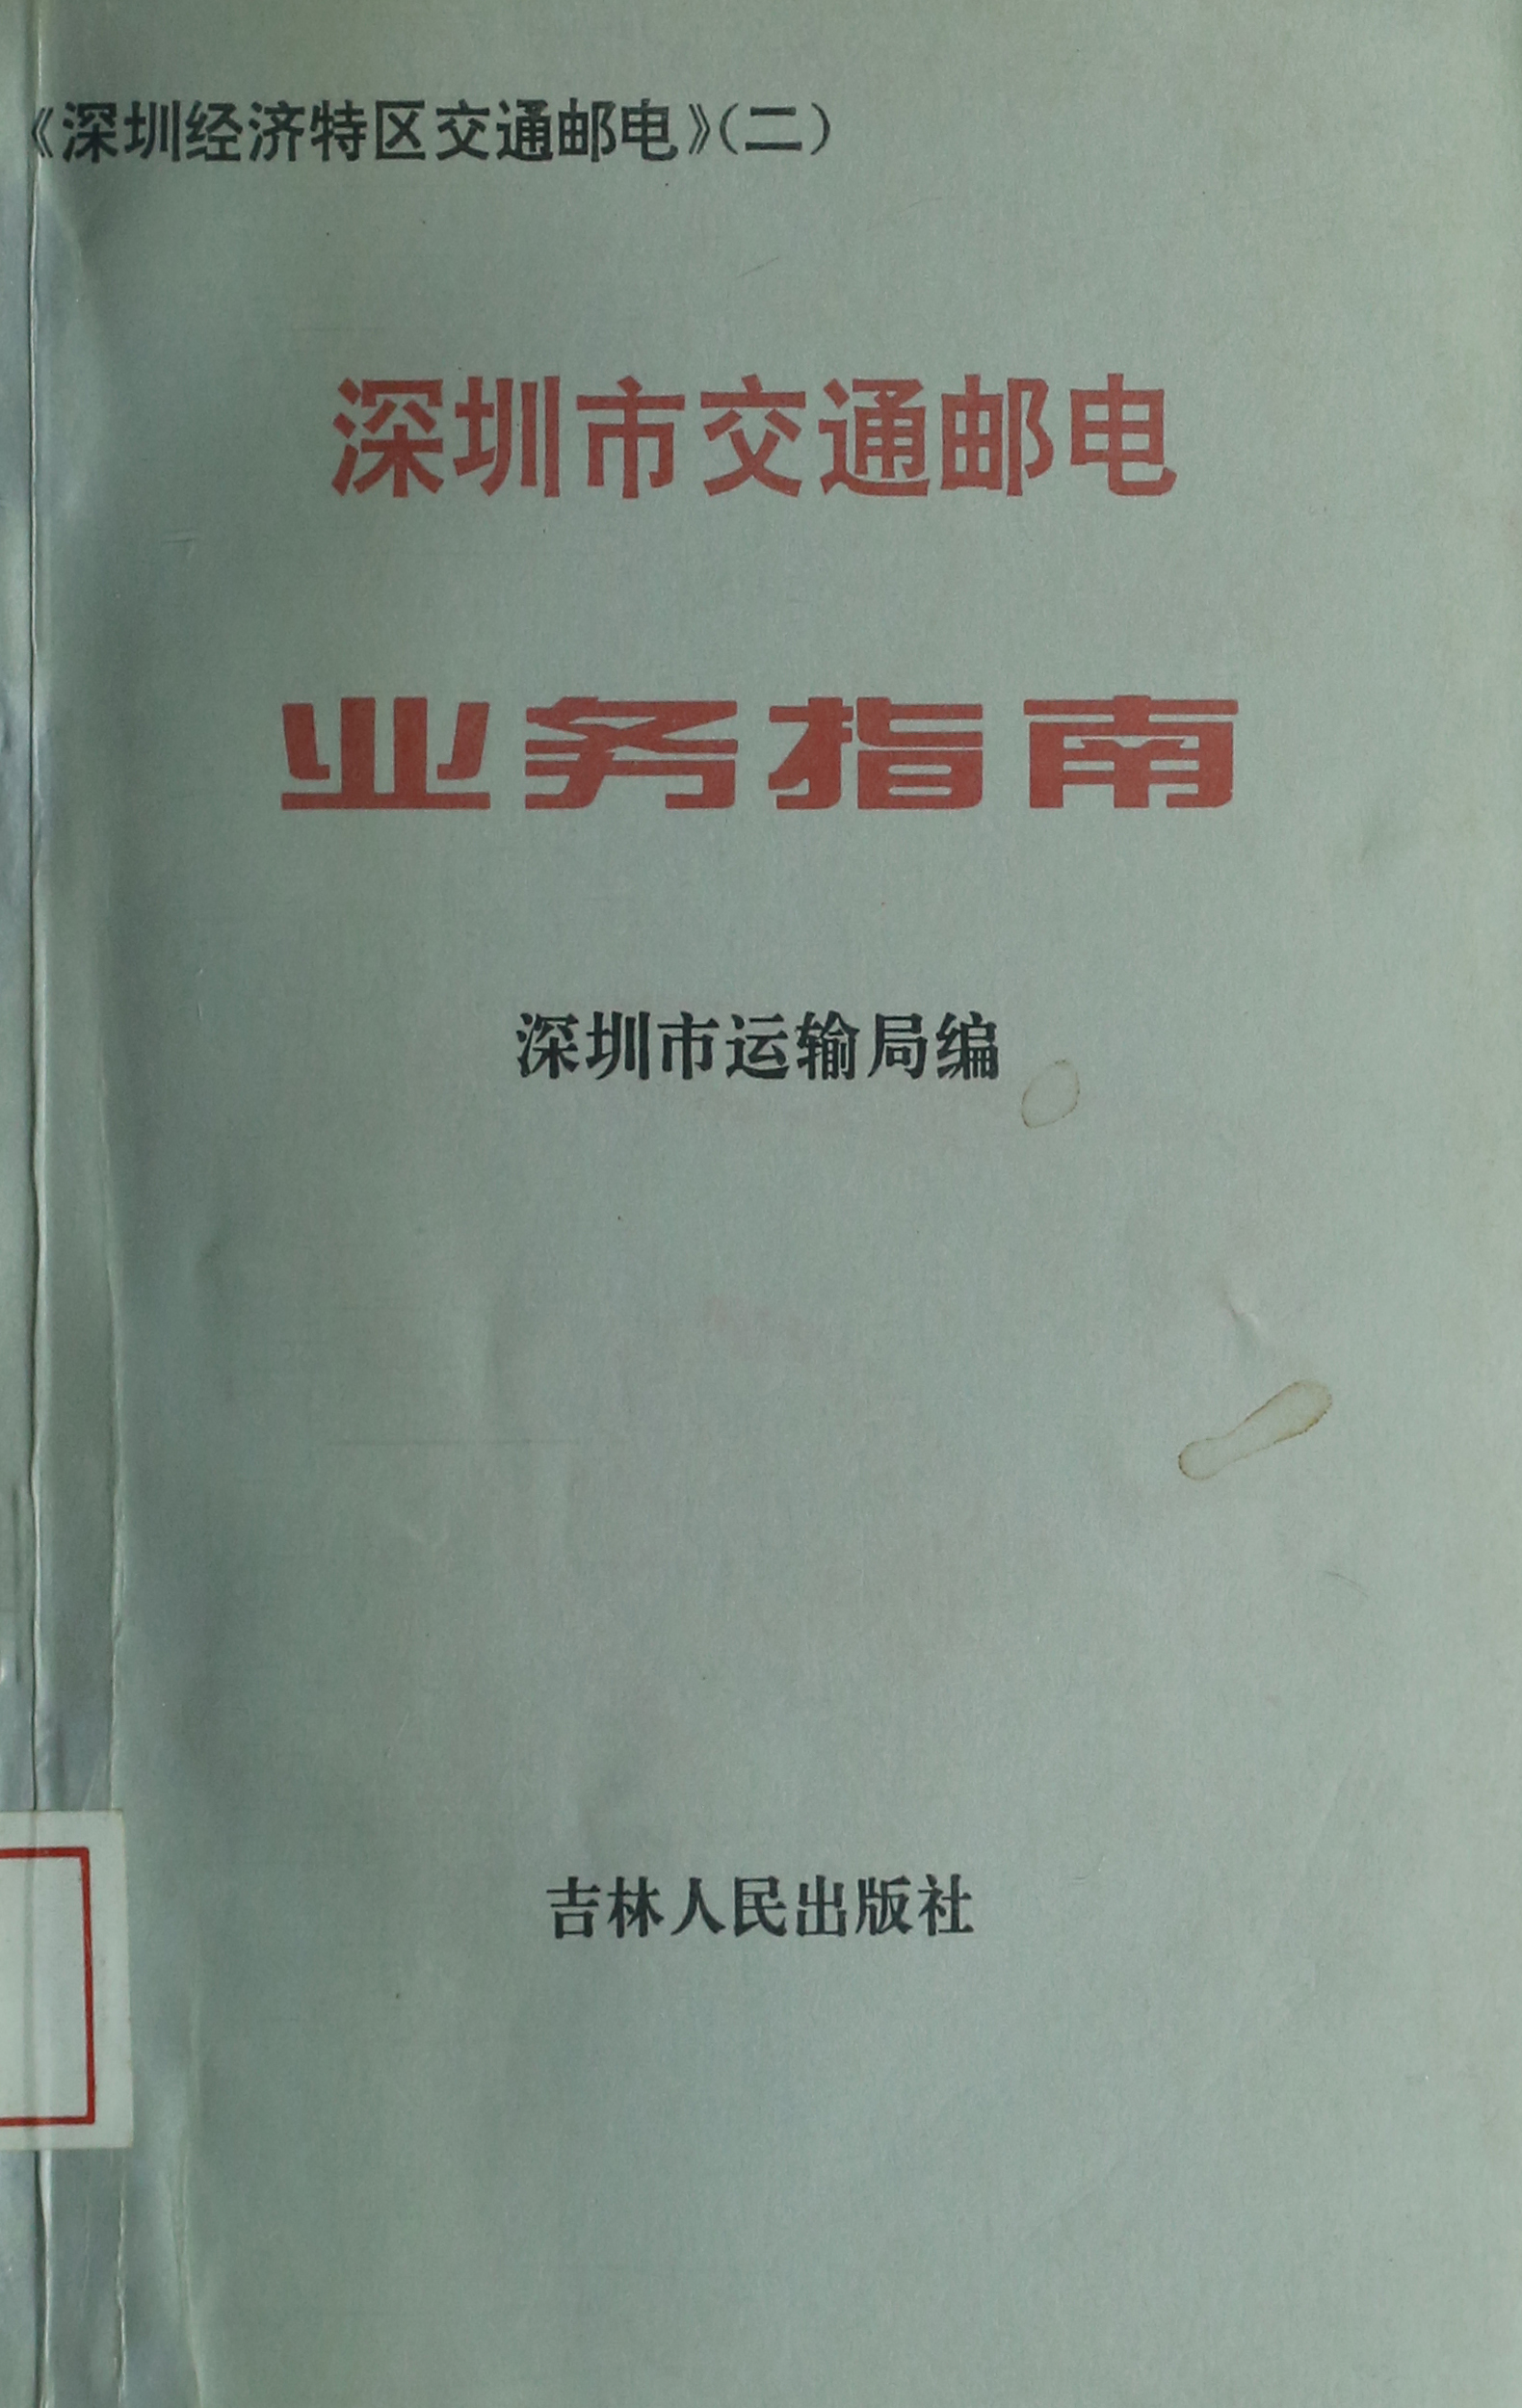 《深圳经济特区交通邮电》(二)
深圳市交通邮电
业务指南
深圳市运输局编
吉林人民出版社